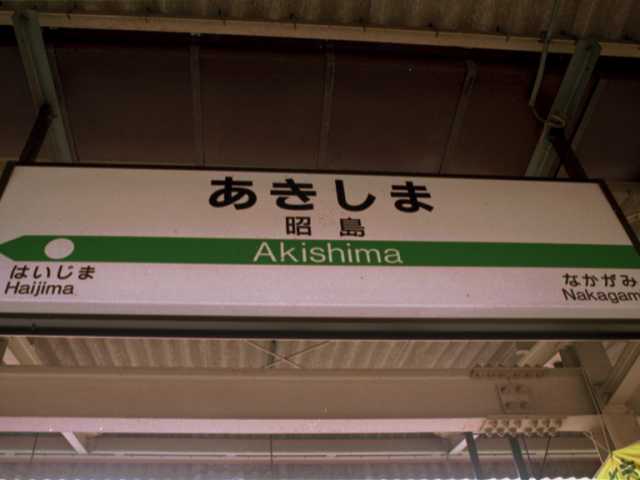 あきしま
昭島
Akishima
はいじま
Haijima
なかがみ
Nakagam